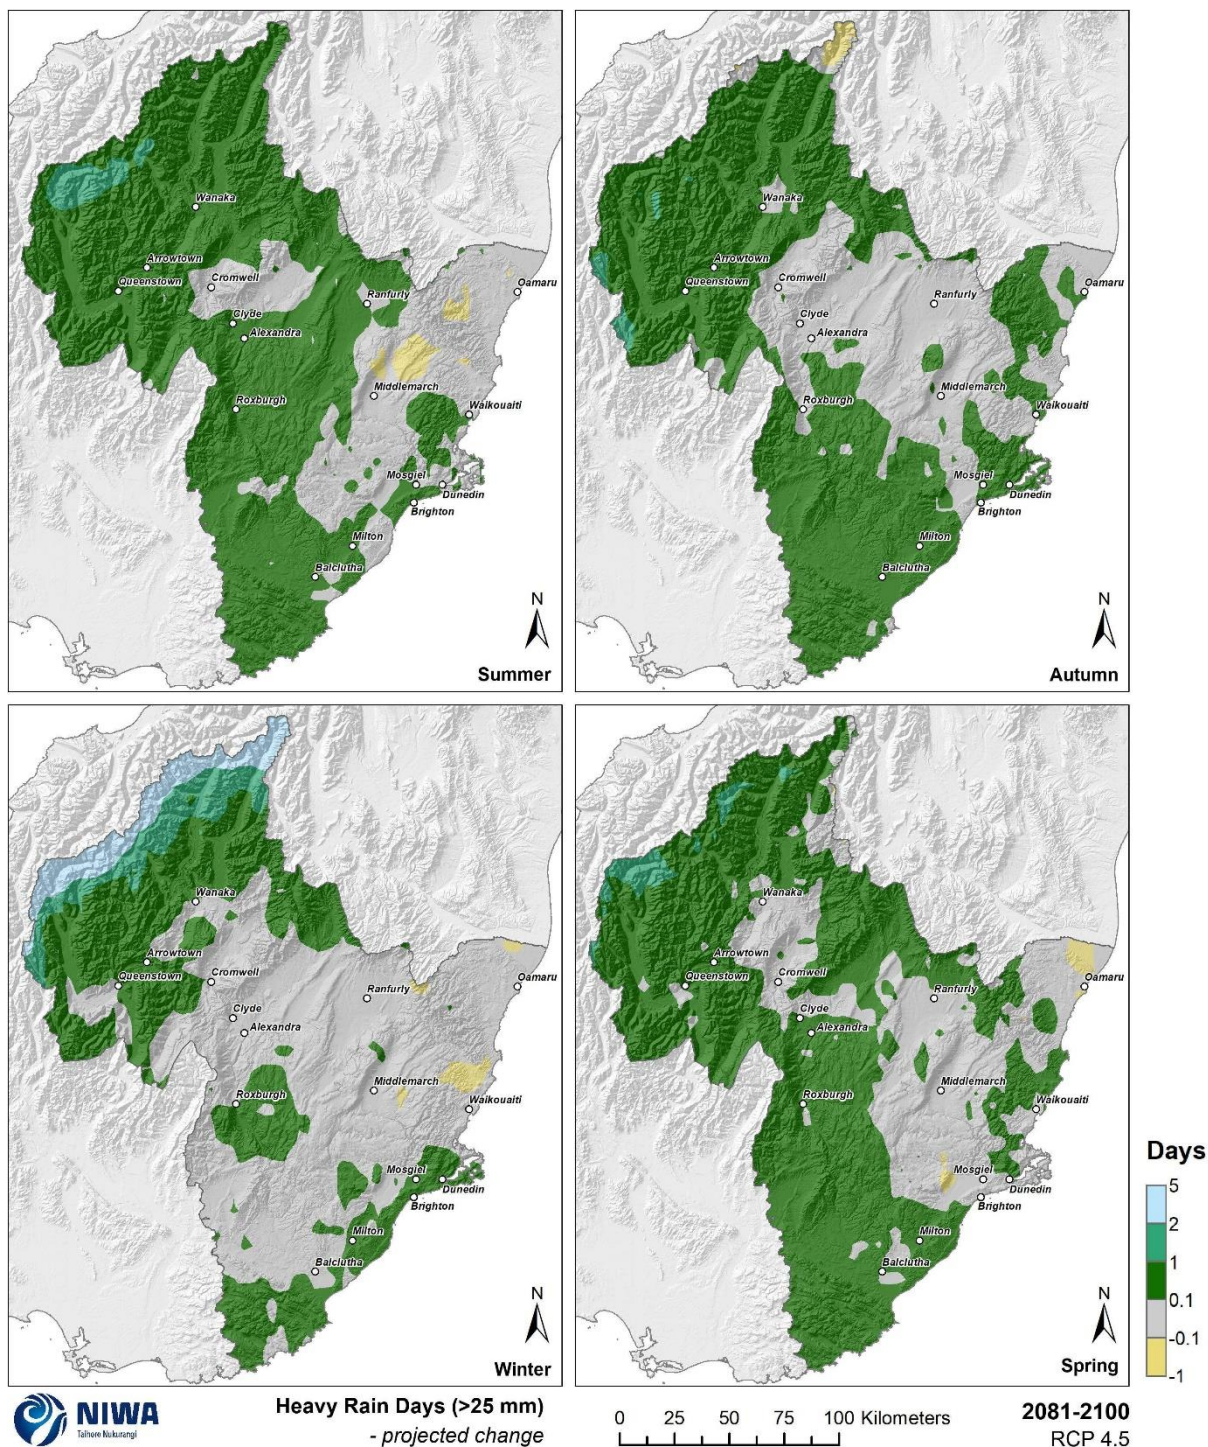 Wanaka
Arrowtown
Queenstown
Cromwell
Clyde
Alexandra
Ranfurly
Oamaru
Middlemarch
Roxburgh
Waikouaiti
Mosgiel
Dunedin
Brighton
Milton
Balclutha
N
Summer
Wanaka
Arrowtown
Queenstown
Cromwell
Clyde
Alexandra
Ranfurly
Oamaru
Middlemarch
Roxburgh
Waikouaiti
Mosgiel
Dunedin
Brighton
Milton
Balclutha
N
Autumn
Wanaka
Arrowtown
Queenstown
Cromwell
Clyde
Alexandra
Ranfurly
Oamaru
Middlemarch
Roxburgh
Waikouaiti
Mosgiel
Dunedin
Brighton
Milton
Balclutha
N
Winter
Wanaka
Arrowtown
Queenstown
Cromwell
Clyde
Alexandra
Ranfurly
Oamaru
Middlemarch
Roxburgh
Waikouaiti
Mosgiel
Dunedin
Brighton
Milton
Balclutha
N
Spring
Days
5
2
1
0.1
-0.1
-1
NIWA
Taihoro Nukurangi
Heavy Rain Days (>25 mm)
- projected change
0 25 50 75 100 Kilometers
2081-2100
RCP 4.5